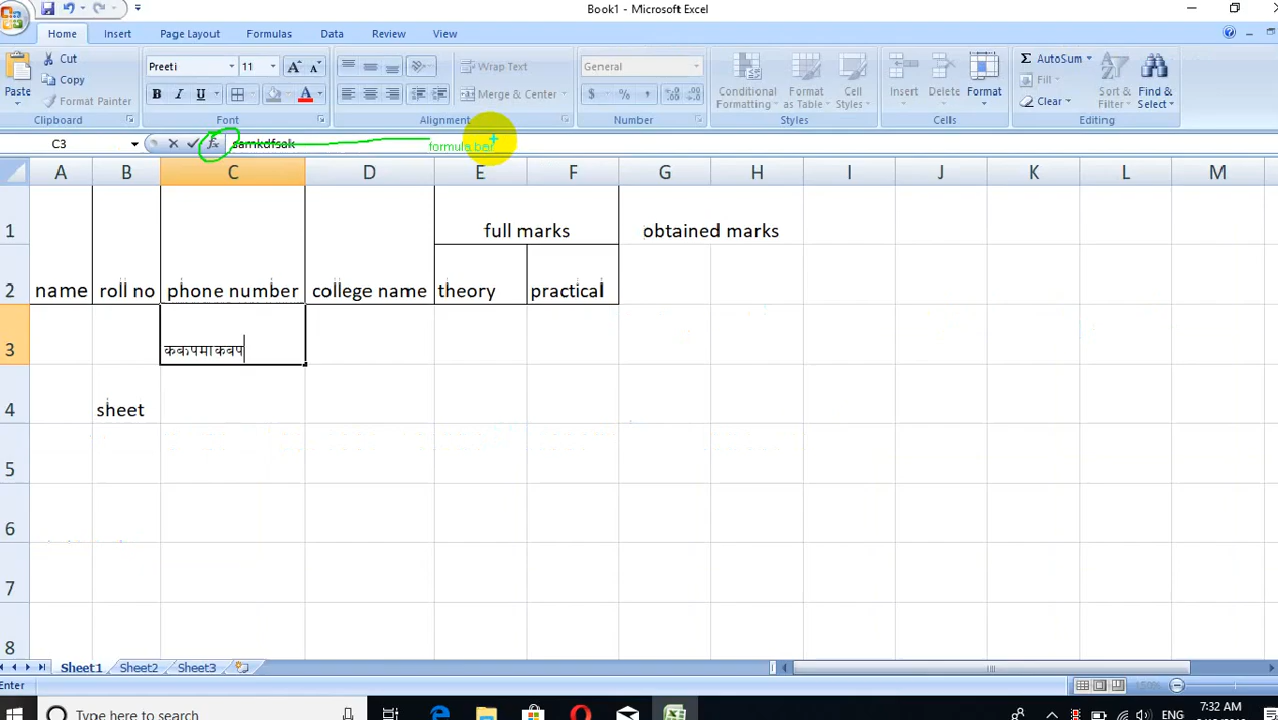 Book1 - Microsoft Excel
Home Insert Page Layout Formulas Data Review View
Cut
Copy
Format Painter
Paste
Clipboard
Preeti 11
B I U
Font
Wrap Text
Merge & Center
Alignment
General
$ % ,
Number
Conditional Formatting
Format as Table
Cell Styles
Styles
Insert Delete Format
Cells
AutoSum
Fill
Clear
Sort & Filter
Find & Select
Editing
C3 fx samkdfsak formula bar
A B C D E F G H I J K L M
1 full marks obtained marks
2 name roll no phone number college name theory practical
3
4 sheet
5
6
7
8
Sheet1 Sheet2 Sheet3
Enter 150%
Type here to search
ENG 7:32 AM